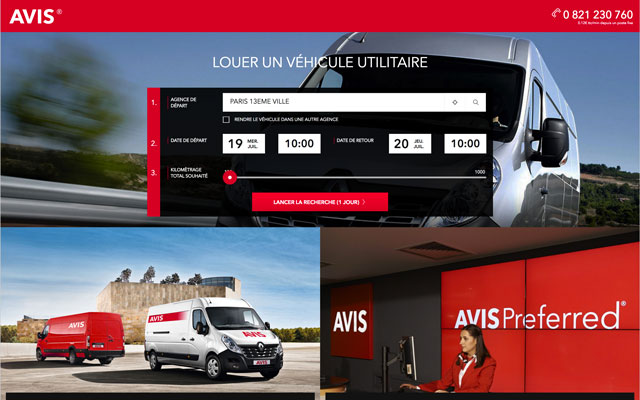 AVIS®
0 821 230 760
0,12€ ttc/min depuis un poste fixe
LOUER UN VÉHICULE UTILITAIRE
1. AGENCE DE DÉPART
PARIS 13EME VILLE
RENDRE LE VÉHICULE DANS UNE AUTRE AGENCE
2. DATE DE DÉPART
19 MER. JUIL.
10:00
DATE DE RETOUR
20 JEU. JUIL.
10:00
3. KILOMÉTRAGE TOTAL SOUHAITÉ
1000
LANCER LA RECHERCHE (1 JOUR)
AVIS
AVIS
AVIS
AVIS Preferred®